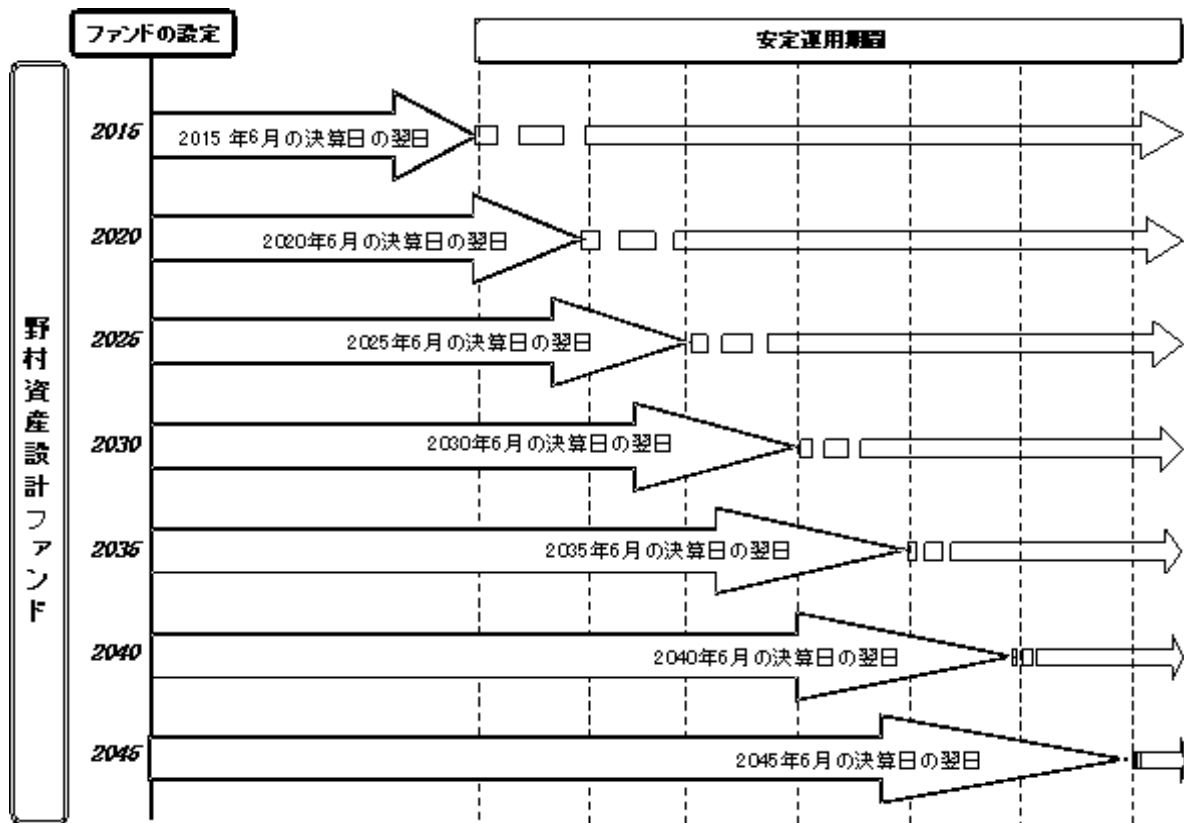 ファンドの設定
安定運用期間
野村資産設計ファンド
2015
2015 年6月の決算日の翌日
2020
2020年6月の決算日の翌日
2025
2025年6月の決算日の翌日
2030
2030年6月の決算日の翌日
2035
2035年6月の決算日の翌日
2040
2040年6月の決算日の翌日
2045
2045年6月の決算日の翌日